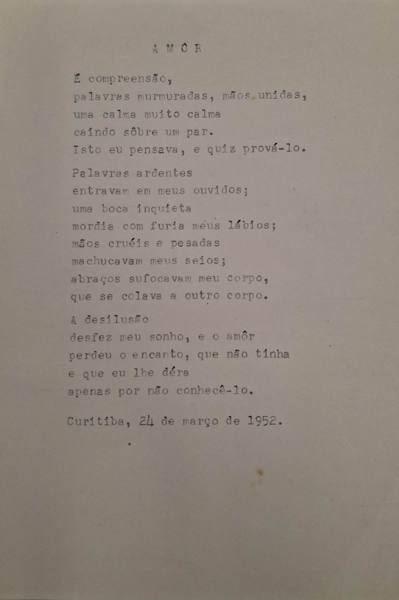 A M Ô R
É compreensão,
palavras murmuradas, mãos unidas,
uma calma muito calma
caindo sôbre um par.
Isto eu pensava, e quiz prová-lo.
Palavras ardentes
entravam em meus ouvidos;
uma boca inquieta
mordia com furia meus lábios;
mãos cruéis e pesadas
machucavam meus seios;
abraços sufocavam meu corpo,
que se colava a outro corpo.
A desilusão
desfez meu sonho, e o amôr
perdeu o encanto, que não tinha
e que eu lhe déra
apenas por não conhecê-lo.
Curitiba, 24 de março de 1952.